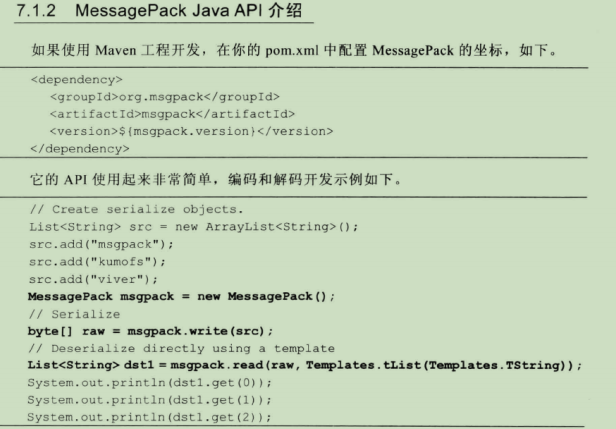 7.1.2 MessagePack Java API 介绍
如果使用 Maven 工程开发，在你的 pom.xml 中配置 MessagePack 的坐标，如下。
<dependency>
<groupId>org.msgpack</groupId>
<artifactId>msgpack</artifactId>
<version>${msgpack.version}</version>
</dependency>
它的 API 使用起来非常简单，编码和解码开发示例如下。
// Create serialize objects.
List<String> src = new ArrayList<String>();
src.add("msgpack");
src.add("kumofs");
src.add("viver");
MessagePack msgpack = new MessagePack();
// Serialize
byte[] raw = msgpack.write(src);
// Deserialize directly using a template
List<String> dst1 = msgpack.read(raw, Templates.tList(Templates.TString));
System.out.println(dst1.get(0));
System.out.println(dst1.get(1));
System.out.println(dst1.get(2));